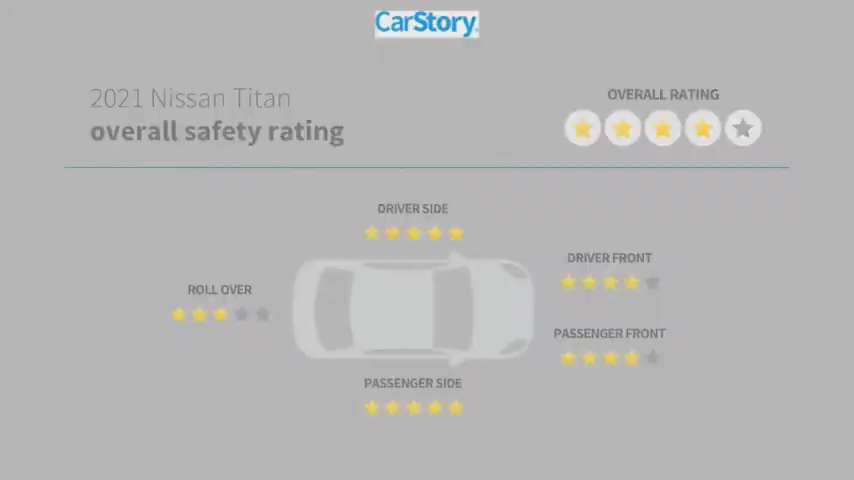 CarStory
2021 Nissan Titan
overall safety rating
OVERALL RATING
DRIVER SIDE
DRIVER FRONT
ROLL OVER
PASSENGER FRONT
PASSENGER SIDE